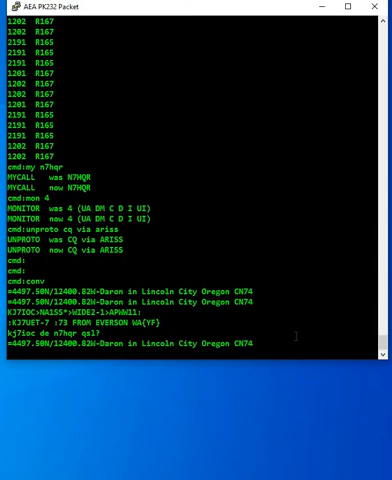 AEA PK232 Packet
1202 R167
1202 R167
2191 R165
2191 R165
2191 R165
1201 R167
1201 R167
1202 R167
1201 R167
2191 R165
2191 R165
2191 R165
1202 R167
1202 R167
cmd:my n7hqr
MYCALL was N7HQR
MYCALL now N7HQR
cmd:mon 4
MONITOR was 4 (UA DM C D I UI)
MONITOR now 4 (UA DM C D I UI)
cmd:unproto cq via ariss
UNPROTO was CQ via ARISS
UNPROTO now CQ via ARISS
cmd:
cmd:
cmd:conv
=4497.50N/12400.82W-Daron in Lincoln City Oregon CN74
=4497.50N/12400.82W-Daron in Lincoln City Oregon CN74
KJ7IOC>NA1SS*>WIDE2-1>APWW11:
:KJ7UET-7 :73 FROM EVERSON WA{YF}
kj7ioc de n7hqr qsl?
=4497.50N/12400.82W-Daron in Lincoln City Oregon CN74